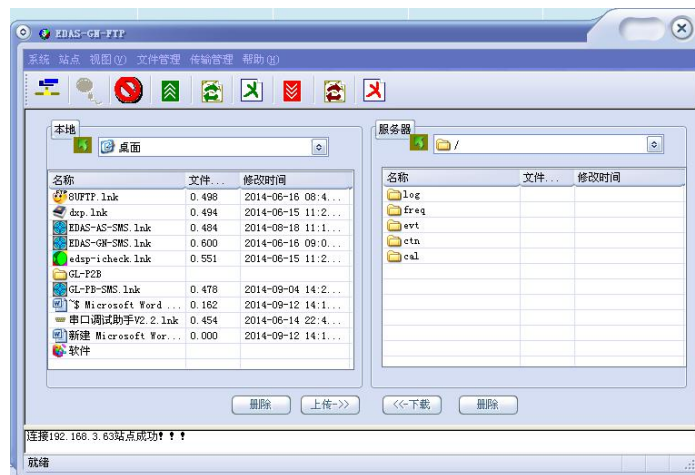 EDAS-GN-FTP
系统 站点 视图(V) 文件管理 传输管理 帮助(H)
本地
桌面
名称 文件... 修改时间
8UFTP.lnk 0.498 2014-06-16 08:4...
dxp.lnk 0.494 2014-06-15 11:2...
EDAS-AS-SMS.lnk 0.484 2014-08-18 11:1...
EDAS-GN-SMS.lnk 0.600 2014-06-16 09:0...
edsp-icheck.lnk 0.551 2014-06-15 11:2...
GL-P2B
GL-PB-SMS.lnk 0.478 2014-09-04 14:2...
~$ Microsoft Word ... 0.162 2014-09-12 14:1...
串口调试助手V2.2.lnk 0.454 2014-06-14 22:4...
新建 Microsoft Wor... 0.000 2014-09-12 14:1...
软件
删除 上传->>
服务器
/
名称 文件... 修改时间
log
freq
evt
ctn
cal
<<-下载 删除
连接192.168.3.63站点成功！！！
就绪